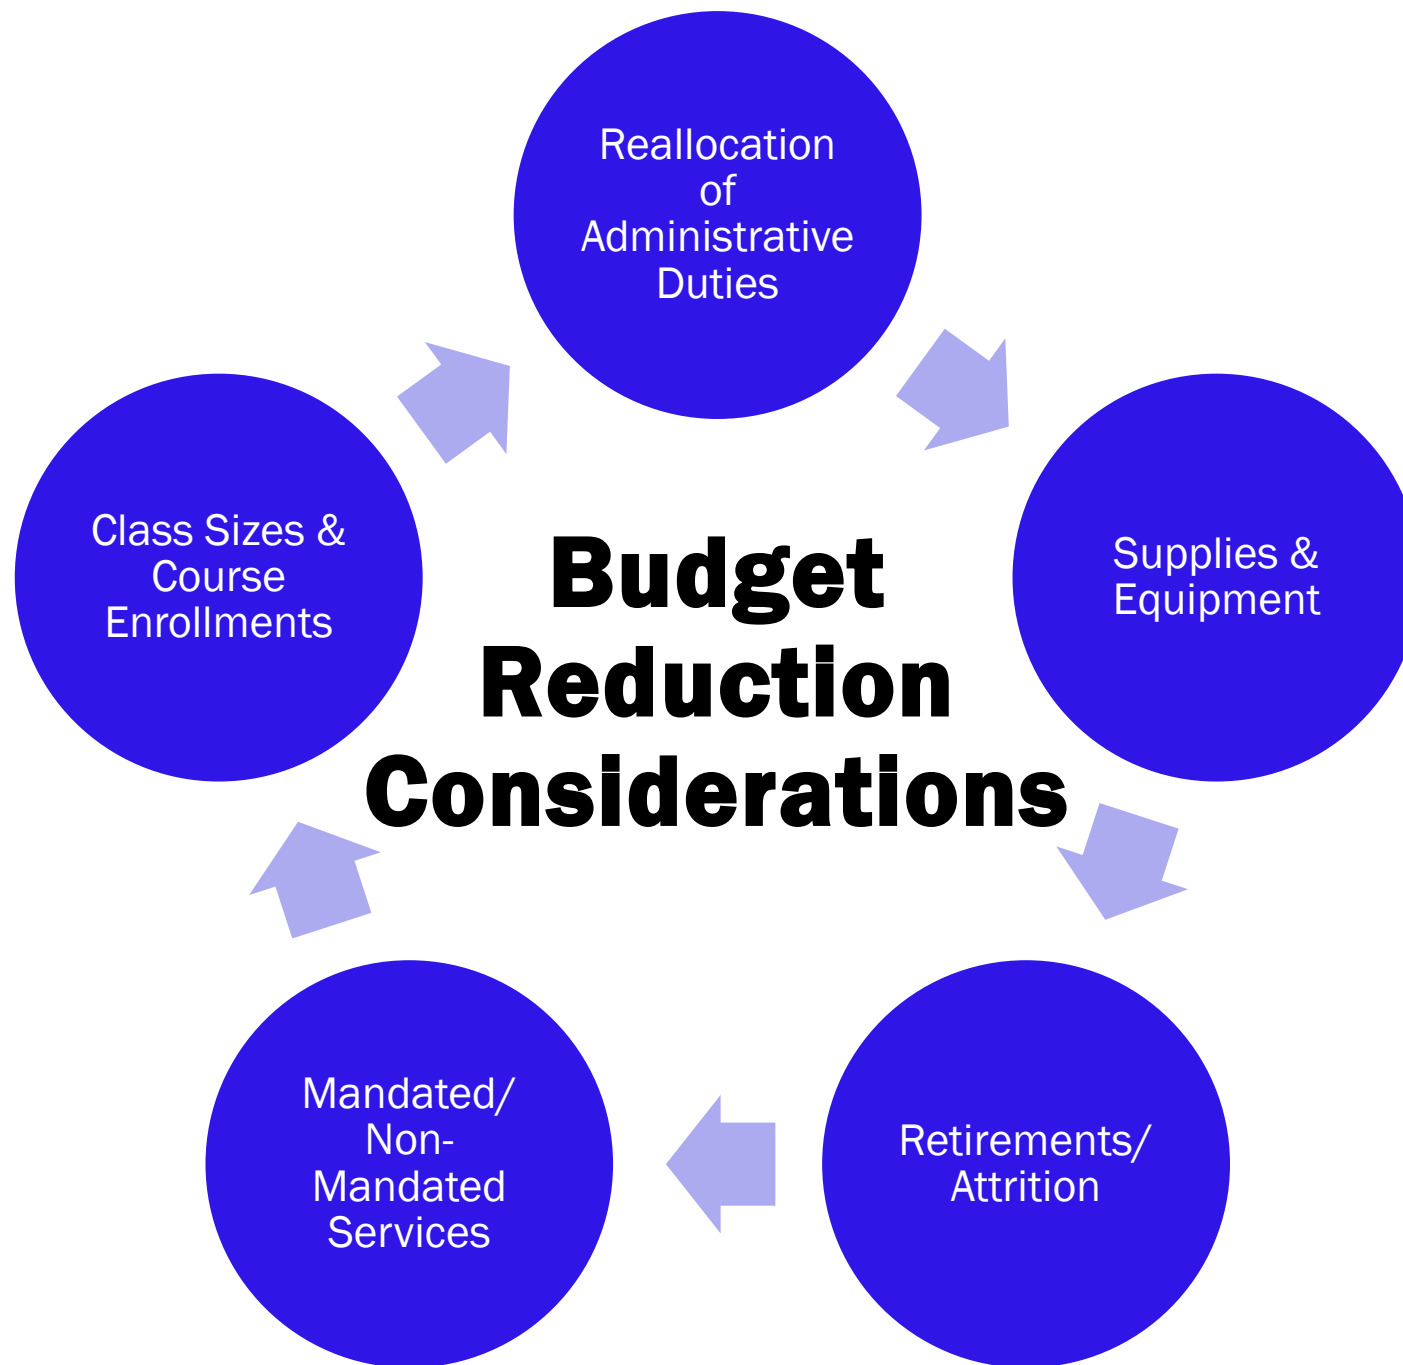 Reallocation
of
Administrative
Duties
Class Sizes &
Course
Enrollments
Budget
Reduction
Considerations
Supplies &
Equipment
Mandated/
Non-
Mandated
Services
Retirements/
Attrition